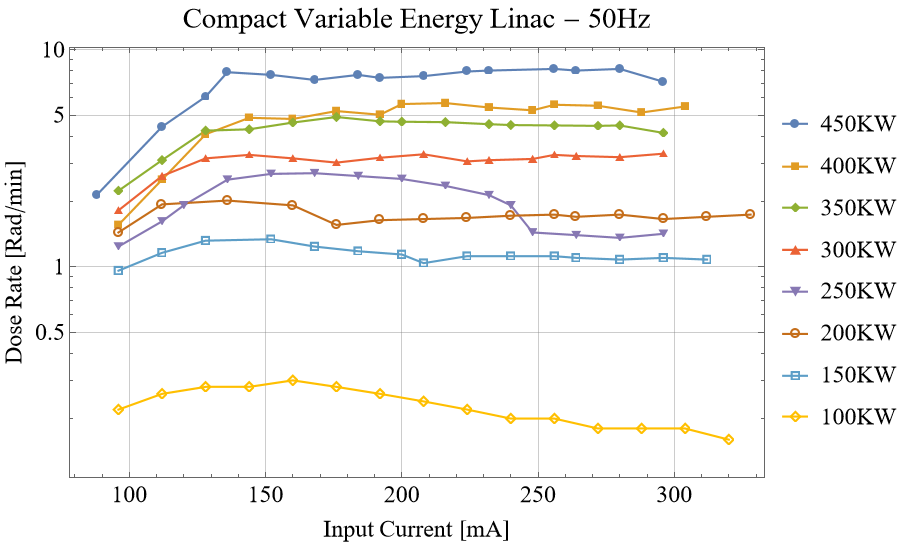 Compact Variable Energy Linac – 50Hz
10
5
1
0.5
Dose Rate [Rad/min]
100
150
200
250
300
Input Current [mA]
450KW
400KW
350KW
300KW
250KW
200KW
150KW
100KW